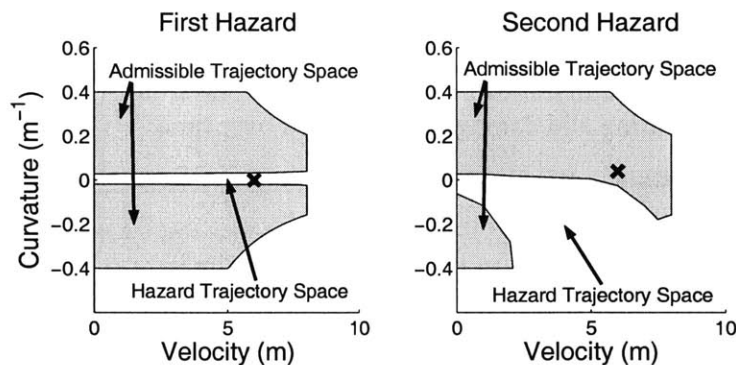 First Hazard
0.6
Admissible Trajectory Space
0.4
0.2
0
-0.2
-0.4
Hazard Trajectory Space
0 5 10
Curvature (m⁻¹)
Velocity (m)
Second Hazard
0.6
Admissible Trajectory Space
0.4
0.2
0
-0.2
-0.4
Hazard Trajectory Space
0 5 10
Velocity (m)